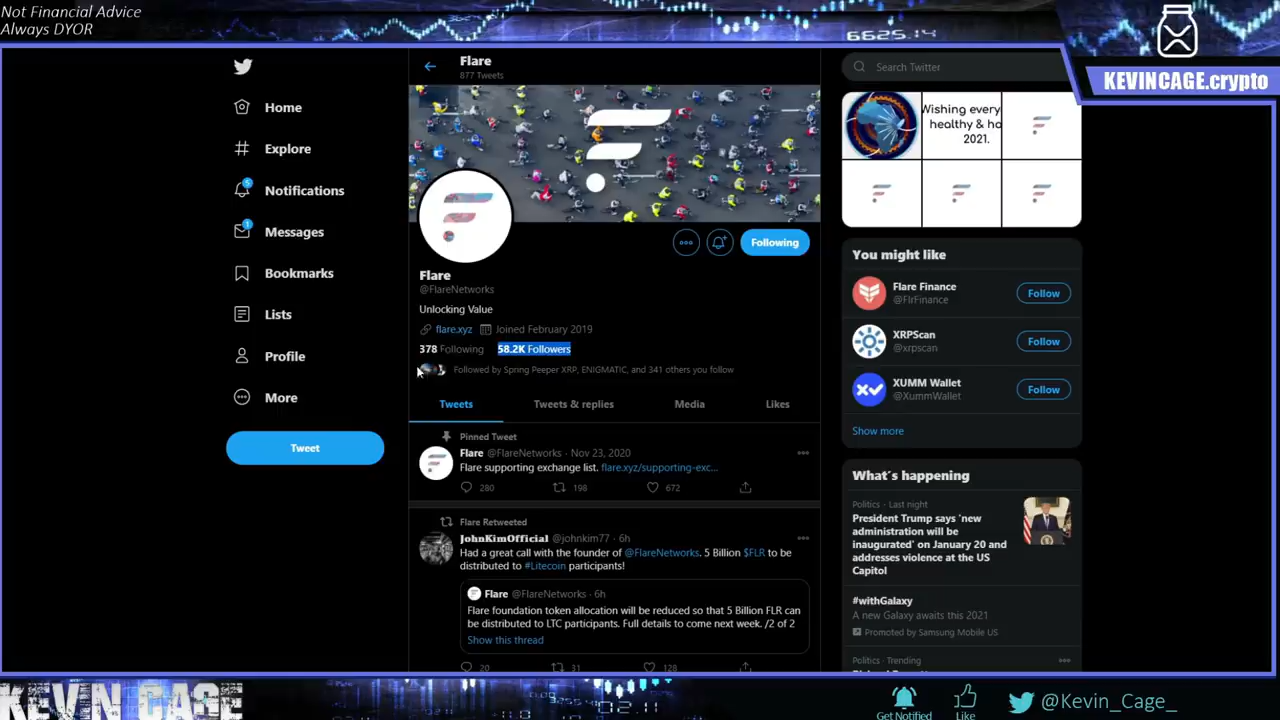 Not Financial Advice
Always DYOR
6625.14
KEVINCAGE.crypto
Home
Explore
Notifications
5
Messages
1
Bookmarks
Lists
Profile
More
Tweet
Flare
877 Tweets
Following
Flare
@FlareNetworks
Unlocking Value
flare.xyz Joined February 2019
378 Following 58.2K Followers
Followed by Spring Peeper XRP, ENIGMATIC, and 341 others you follow
Tweets Tweets & replies Media Likes
Pinned Tweet
Flare @FlareNetworks · Nov 23, 2020
Flare supporting exchange list. flare.xyz/supporting-exc...
280 198 672
Flare Retweeted
JohnKimOfficial @johnkim77 · 6h
Had a great call with the founder of @FlareNetworks. 5 Billion $FLR to be
distributed to #Litecoin participants!
Flare @FlareNetworks · 6h
Flare foundation token allocation will be reduced so that 5 Billion FLR can
be distributed to LTC participants. Full details to come next week. /2 of 2
Show this thread
20 31 128
Search Twitter
Wishing every
healthy & ha
2021.
You might like
Flare Finance
@FlrFinance
Follow
XRPScan
@xrpscan
Follow
XUMM Wallet
@XummWallet
Follow
Show more
What's happening
Politics · Last night
President Trump says 'new
administration will be
inaugurated' on January 20 and
addresses violence at the US
Capitol
#withGalaxy
A new Galaxy awaits this 2021
Promoted by Samsung Mobile US
Politics · Trending
KEVIN CAGE
Get Notified
Like
@Kevin_Cage_